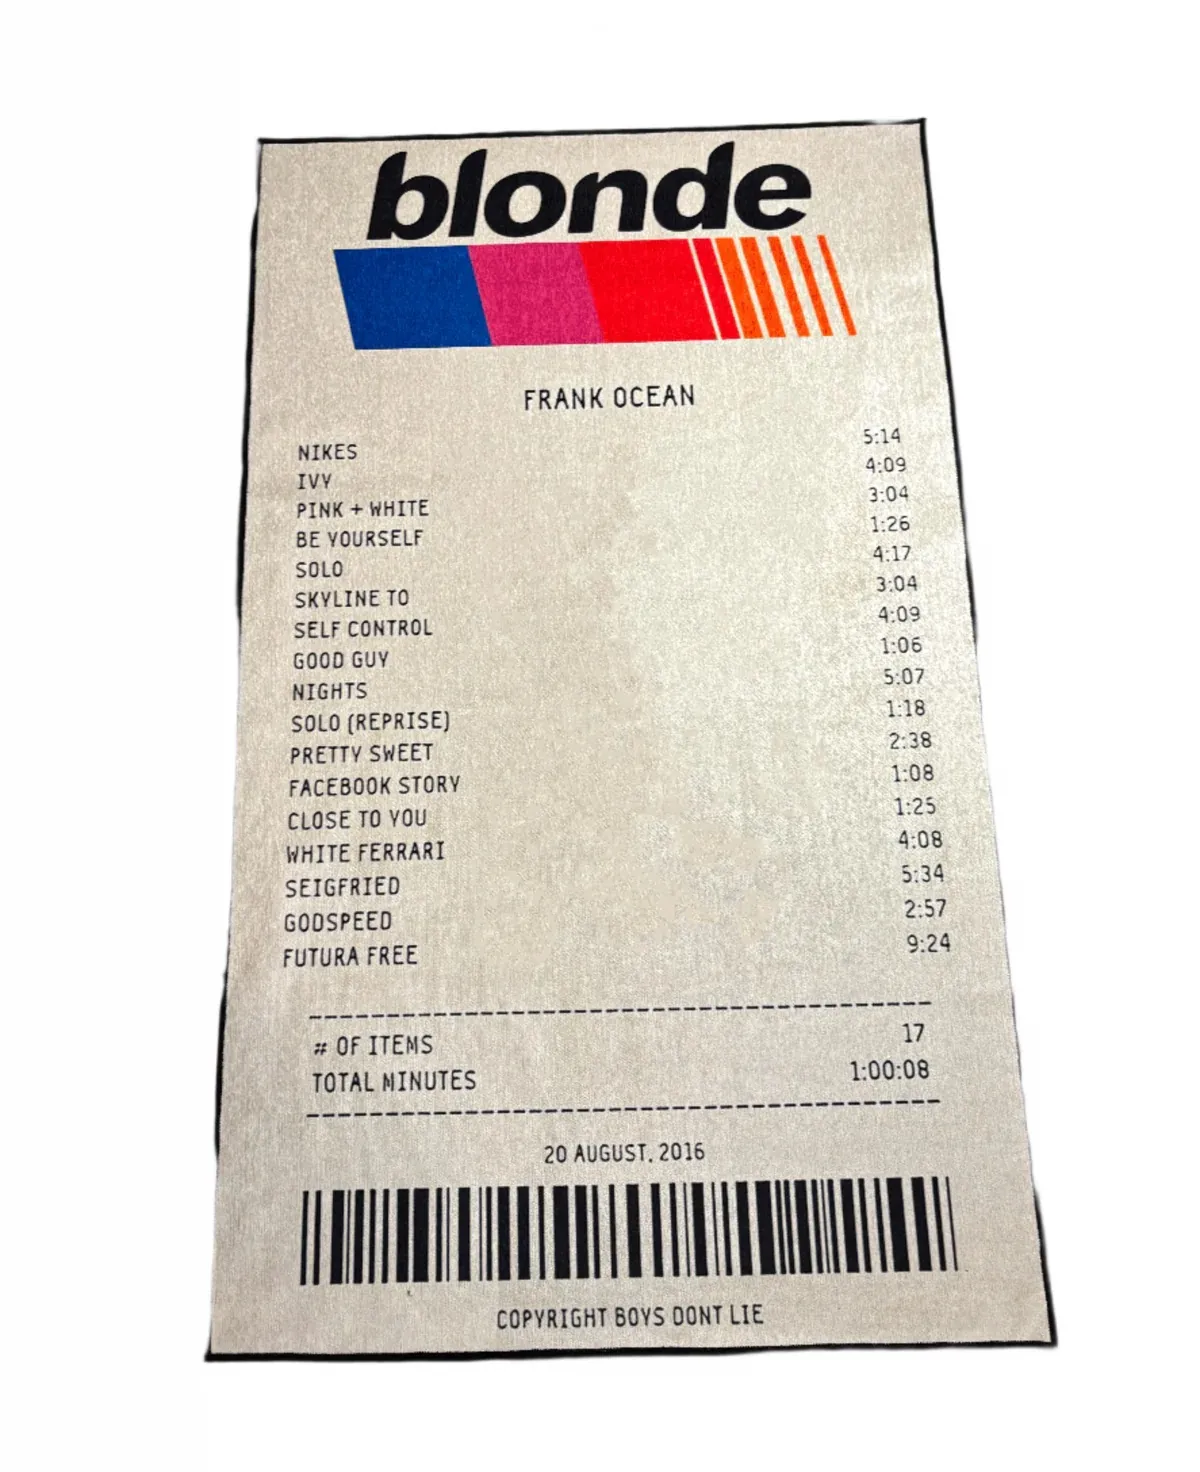 blonde
FRANK OCEAN
NIKES 5:14
IVY 4:09
PINK + WHITE 3:04
BE YOURSELF 1:26
SOLO 4:17
SKYLINE TO 3:04
SELF CONTROL 4:09
GOOD GUY 1:06
NIGHTS 5:07
SOLO (REPRISE) 1:18
PRETTY SWEET 2:38
FACEBOOK STORY 1:08
CLOSE TO YOU 1:25
WHITE FERRARI 4:08
SEIGFRIED 5:34
GODSPEED 2:57
FUTURA FREE 9:24
# OF ITEMS 17
TOTAL MINUTES 1:00:08
20 AUGUST, 2016
COPYRIGHT BOYS DONT LIE